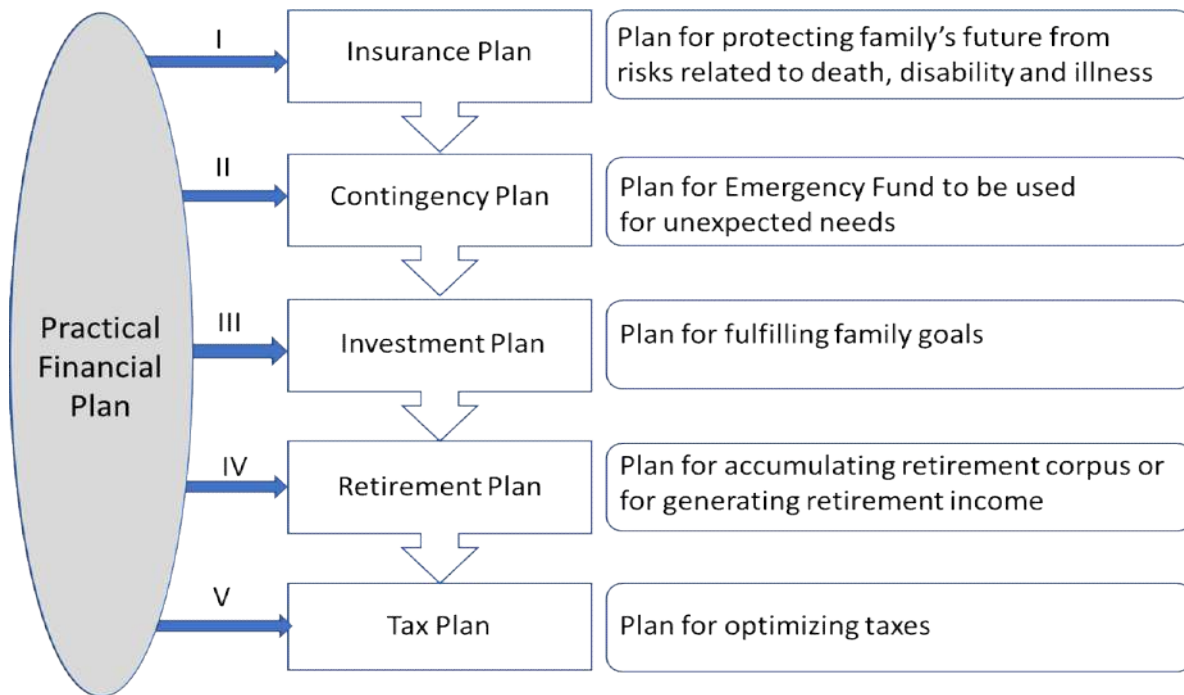 Practical
Financial
Plan
I
Insurance Plan
Plan for protecting family’s future from
risks related to death, disability and illness
II
Contingency Plan
Plan for Emergency Fund to be used
for unexpected needs
III
Investment Plan
Plan for fulfilling family goals
IV
Retirement Plan
Plan for accumulating retirement corpus or
for generating retirement income
V
Tax Plan
Plan for optimizing taxes